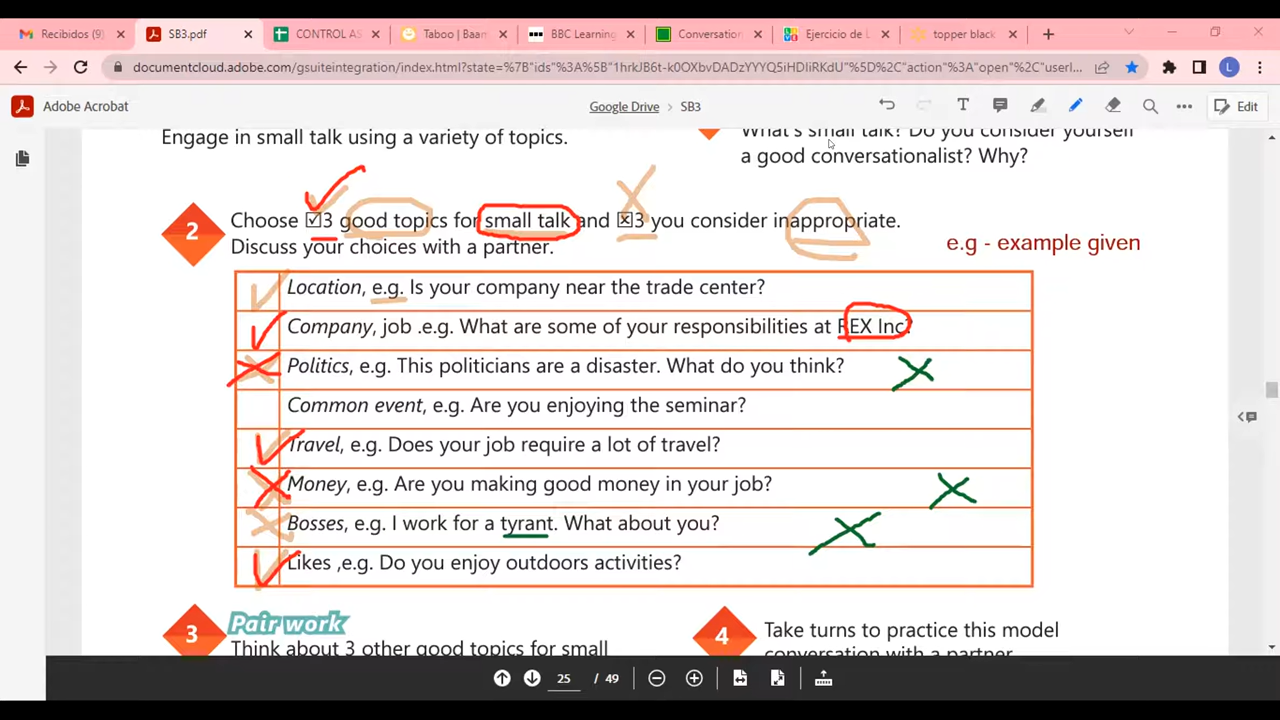 Recibidos (9)
SB3.pdf
CONTROL AS
Taboo | Baam
BBC Learning
Conversation
Ejercicio de L
topper black
documentcloud.adobe.com/gsuiteintegration/index.html?state=%7B"ids"%3A%5B"1hrkJB6t-k0OXbvDADzYYYQ5iHDIiRKdU"%5D%2C"action"%3A"open"%2C"userI...
L
Adobe Acrobat
Google Drive
SB3
Edit
Engage in small talk using a variety of topics.
What's small talk? Do you consider yourself
a good conversationalist? Why?
2
Choose ☑3 good topics for small talk and ☒3 you consider inappropriate.
Discuss your choices with a partner.
e.g - example given
Location, e.g. Is your company near the trade center?
Company, job .e.g. What are some of your responsibilities at REX Inc?
Politics, e.g. This politicians are a disaster. What do you think?
Common event, e.g. Are you enjoying the seminar?
Travel, e.g. Does your job require a lot of travel?
Money, e.g. Are you making good money in your job?
Bosses, e.g. I work for a tyrant. What about you?
Likes ,e.g. Do you enjoy outdoors activities?
3
Pair work
Think about 3 other good topics for small
4
Take turns to practice this model
conversation with a partner
25 / 49